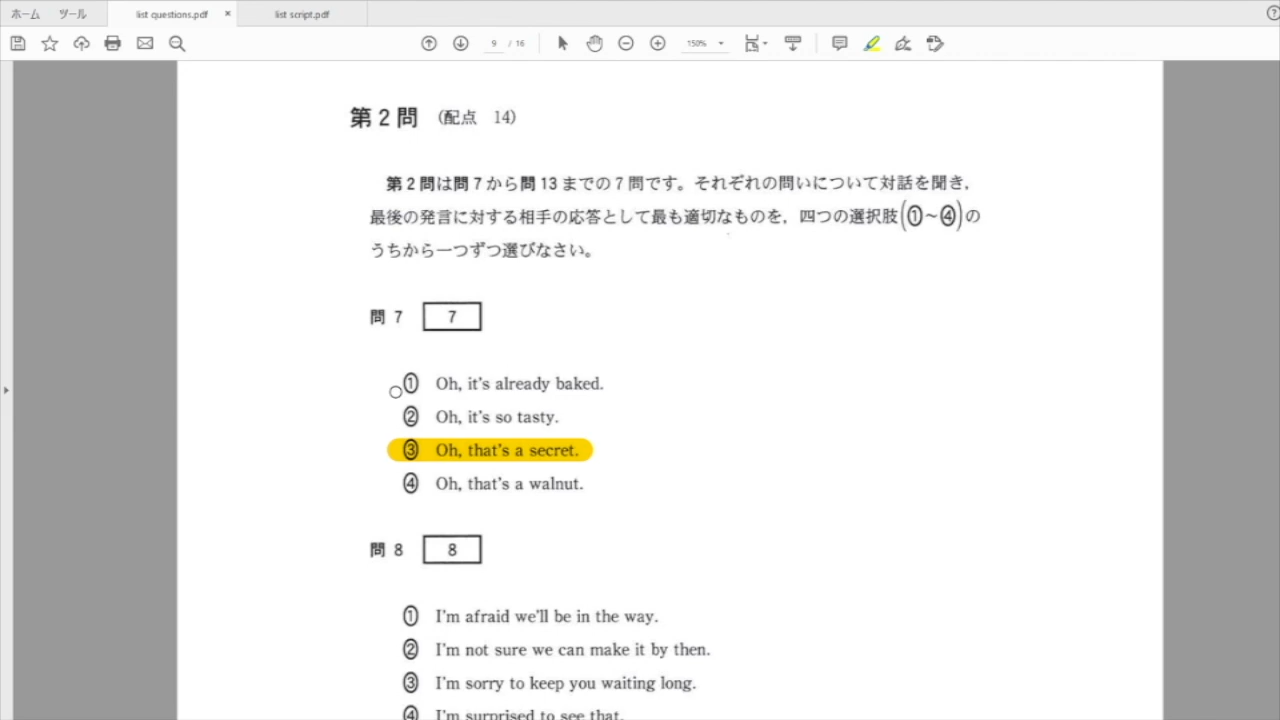 ホーム ツール list questions.pdf × list script.pdf
9 / 16 150%
第2問 (配点 14)
第2問は問7から問13までの7問です。それぞれの問いについて対話を聞き,
最後の発言に対する相手の応答として最も適切なものを, 四つの選択肢(①~④)の
うちから一つずつ選びなさい。
問 7 7
① Oh, it's already baked.
② Oh, it's so tasty.
③ Oh, that's a secret.
④ Oh, that's a walnut.
問 8 8
① I'm afraid we'll be in the way.
② I'm not sure we can make it by then.
③ I'm sorry to keep you waiting long.
④ I'm surprised to see that.